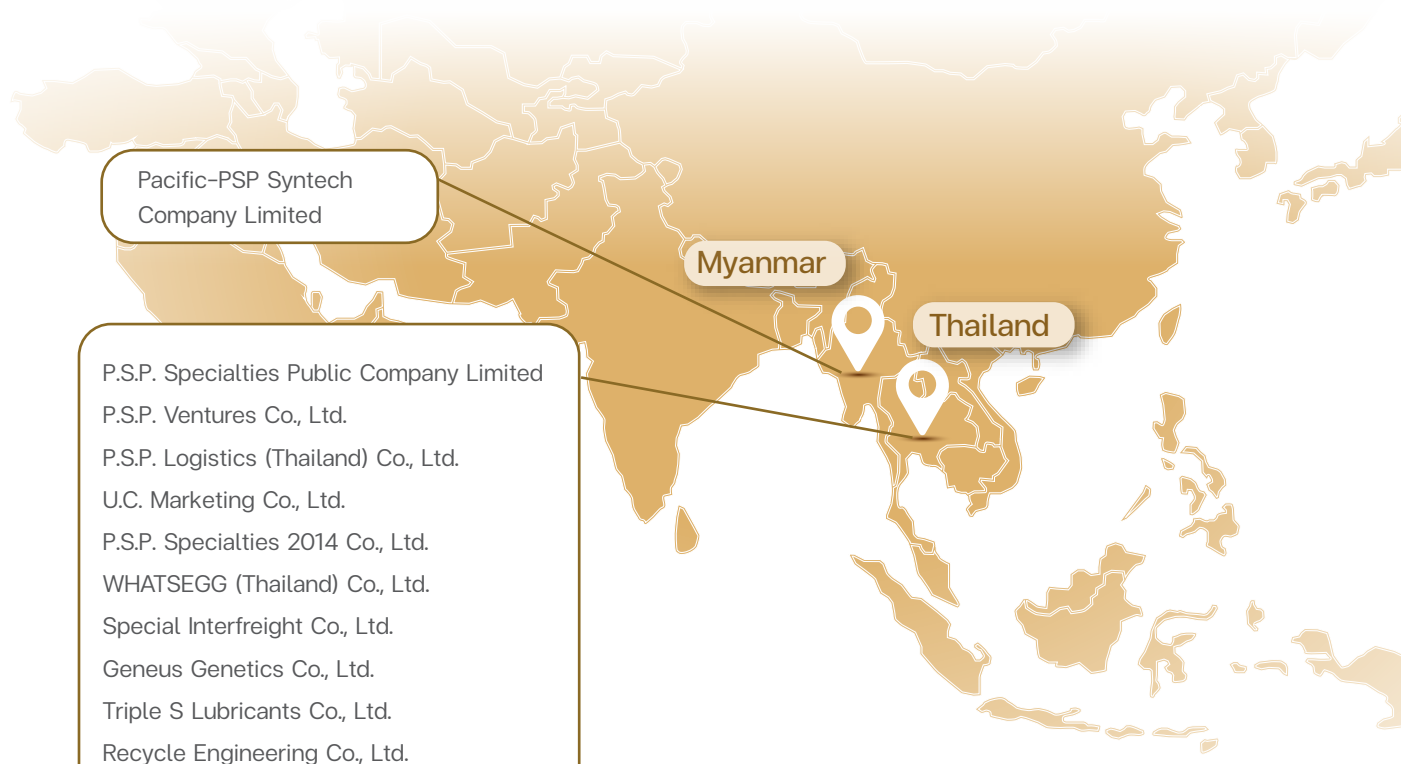 Pacific-PSP Syntech
Company Limited
Myanmar
Thailand
P.S.P. Specialties Public Company Limited
P.S.P. Ventures Co., Ltd.
P.S.P. Logistics (Thailand) Co., Ltd.
U.C. Marketing Co., Ltd.
P.S.P. Specialties 2014 Co., Ltd.
WHATSEGG (Thailand) Co., Ltd.
Special Interfreight Co., Ltd.
Geneus Genetics Co., Ltd.
Triple S Lubricants Co., Ltd.
Recycle Engineering Co., Ltd.